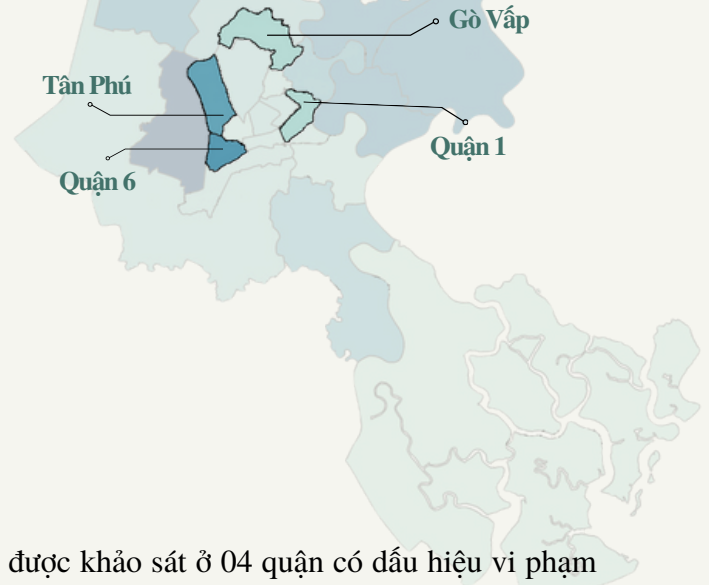 Gò Vấp
Tân Phú
Quận 1
Quận 6
được khảo sát ở 04 quận có dấu hiệu vi phạm